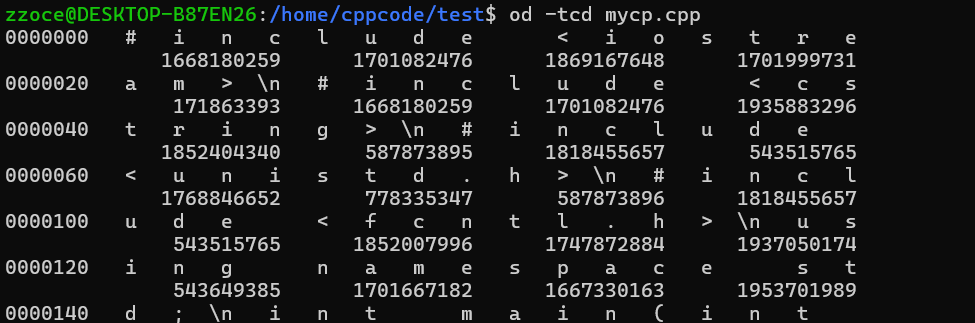 zzoce@DESKTOP-B87EN26:/home/cppcode/test$ od -tcd mycp.cpp
0000000   #   i   n   c   l   u   d   e       <   i   o   s   t   r   e
             1668180259      1701082476      1869167648      1701999731
0000020   a   m   >  \n   #   i   n   c   l   u   d   e       <   c   s
              171863393      1668180259      1701082476      1935883296
0000040   t   r   i   n   g   >  \n   #   i   n   c   l   u   d   e
             1852404340       587873895      1818455657       543515765
0000060   <   u   n   i   s   t   d   .   h   >  \n   #   i   n   c   l
             1768846652       778335347       587873896      1818455657
0000100   u   d   e       <   f   c   n   t   l   .   h   >  \n   u   s
              543515765      1852007996      1747872884      1937050174
0000120   i   n   g       n   a   m   e   s   p   a   c   e       s   t
              543649385      1701667182      1667330163      1953701989
0000140   d   ;  \n   i   n   t       m   a   i   n   (   i   n   t